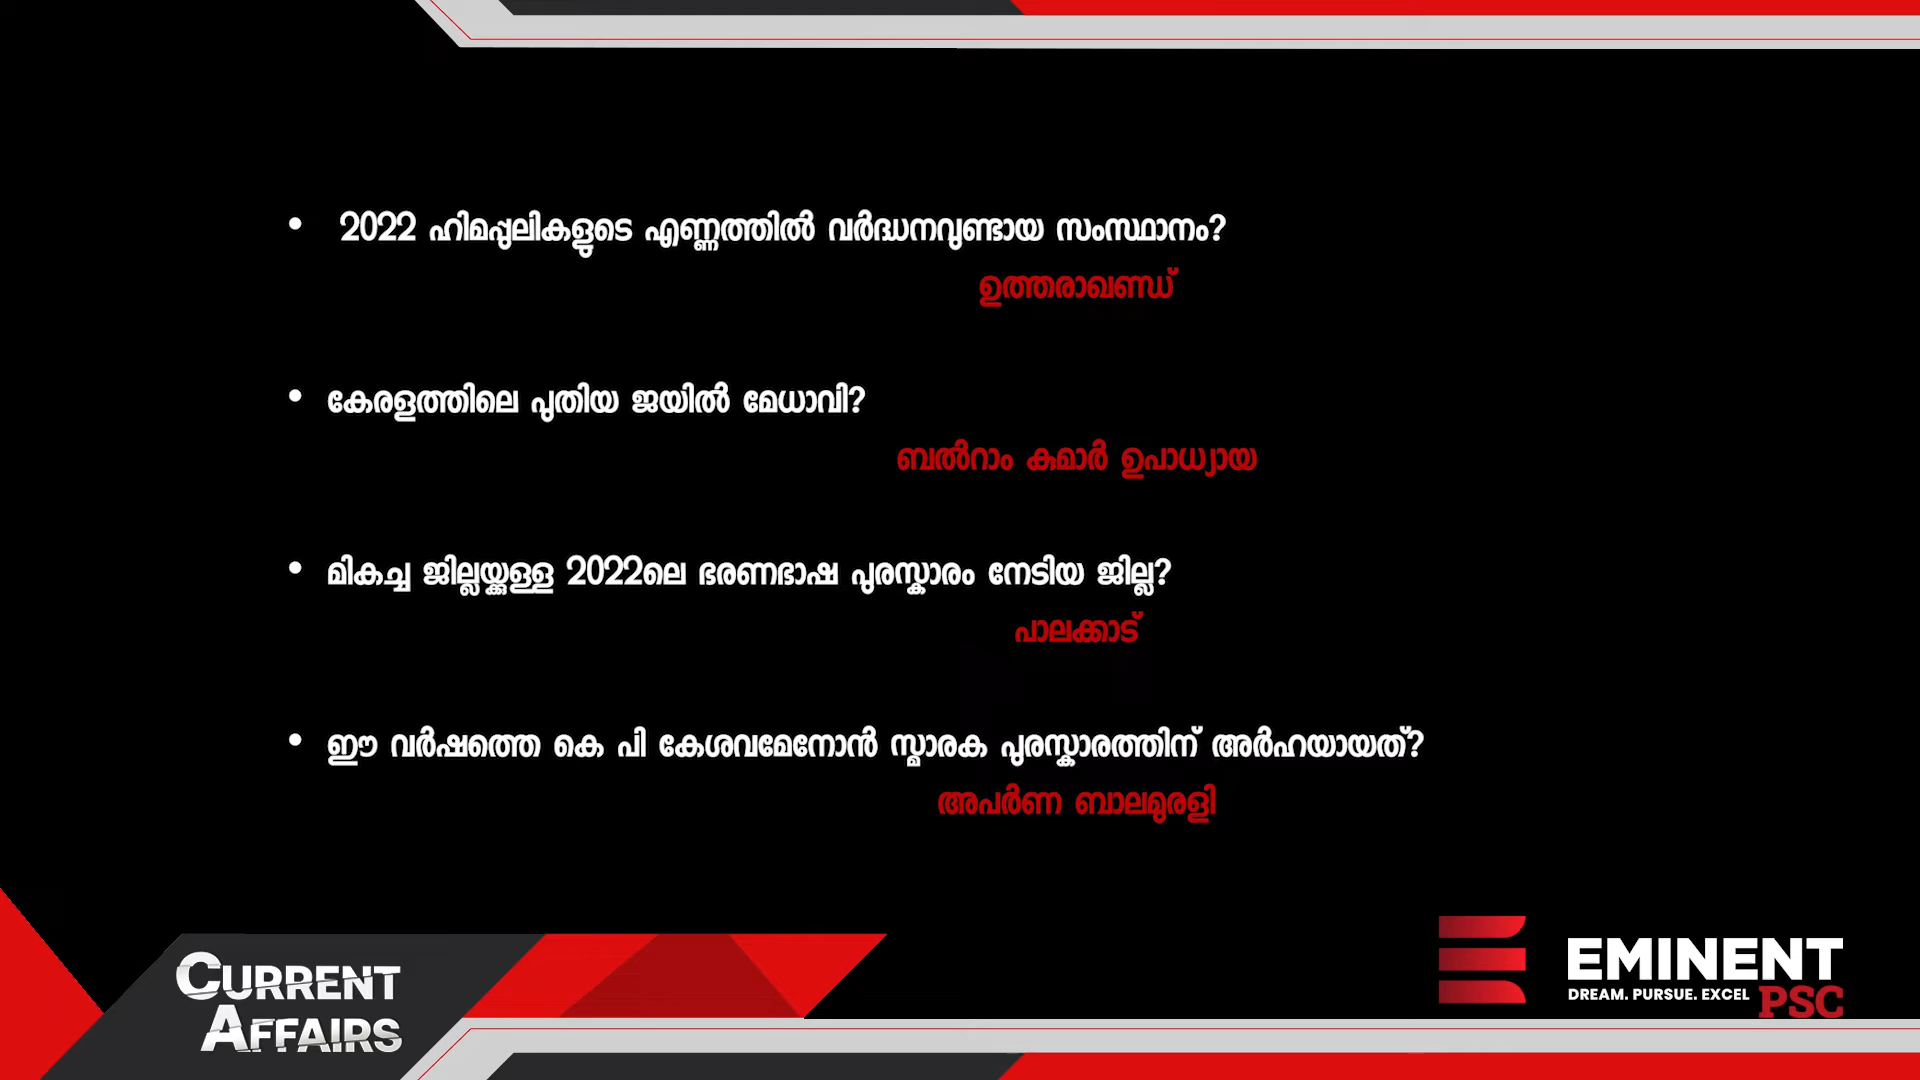 • 2022 ഹിമപ്പുലികളുടെ എണ്ണത്തിൽ വർദ്ധനവുണ്ടായ സംസ്ഥാനം?
ഉത്തരാഖണ്ഡ്
• കേരളത്തിലെ പുതിയ ജയിൽ മേധാവി?
ബൽറാം കുമാർ ഉപാധ്യായ
• മികച്ച ജില്ലയ്ക്കുള്ള 2022ലെ ഭരണഭാഷ പുരസ്കാരം നേടിയ ജില്ല?
പാലക്കാട്
• ഈ വർഷത്തെ കെ പി കേശവമേനോൻ സ്മാരക പുരസ്കാരത്തിന് അർഹയായത്?
അപർണ ബാലമുരളി
CURRENT
AFFAIRS
EMINENT
DREAM. PURSUE. EXCEL
PSC